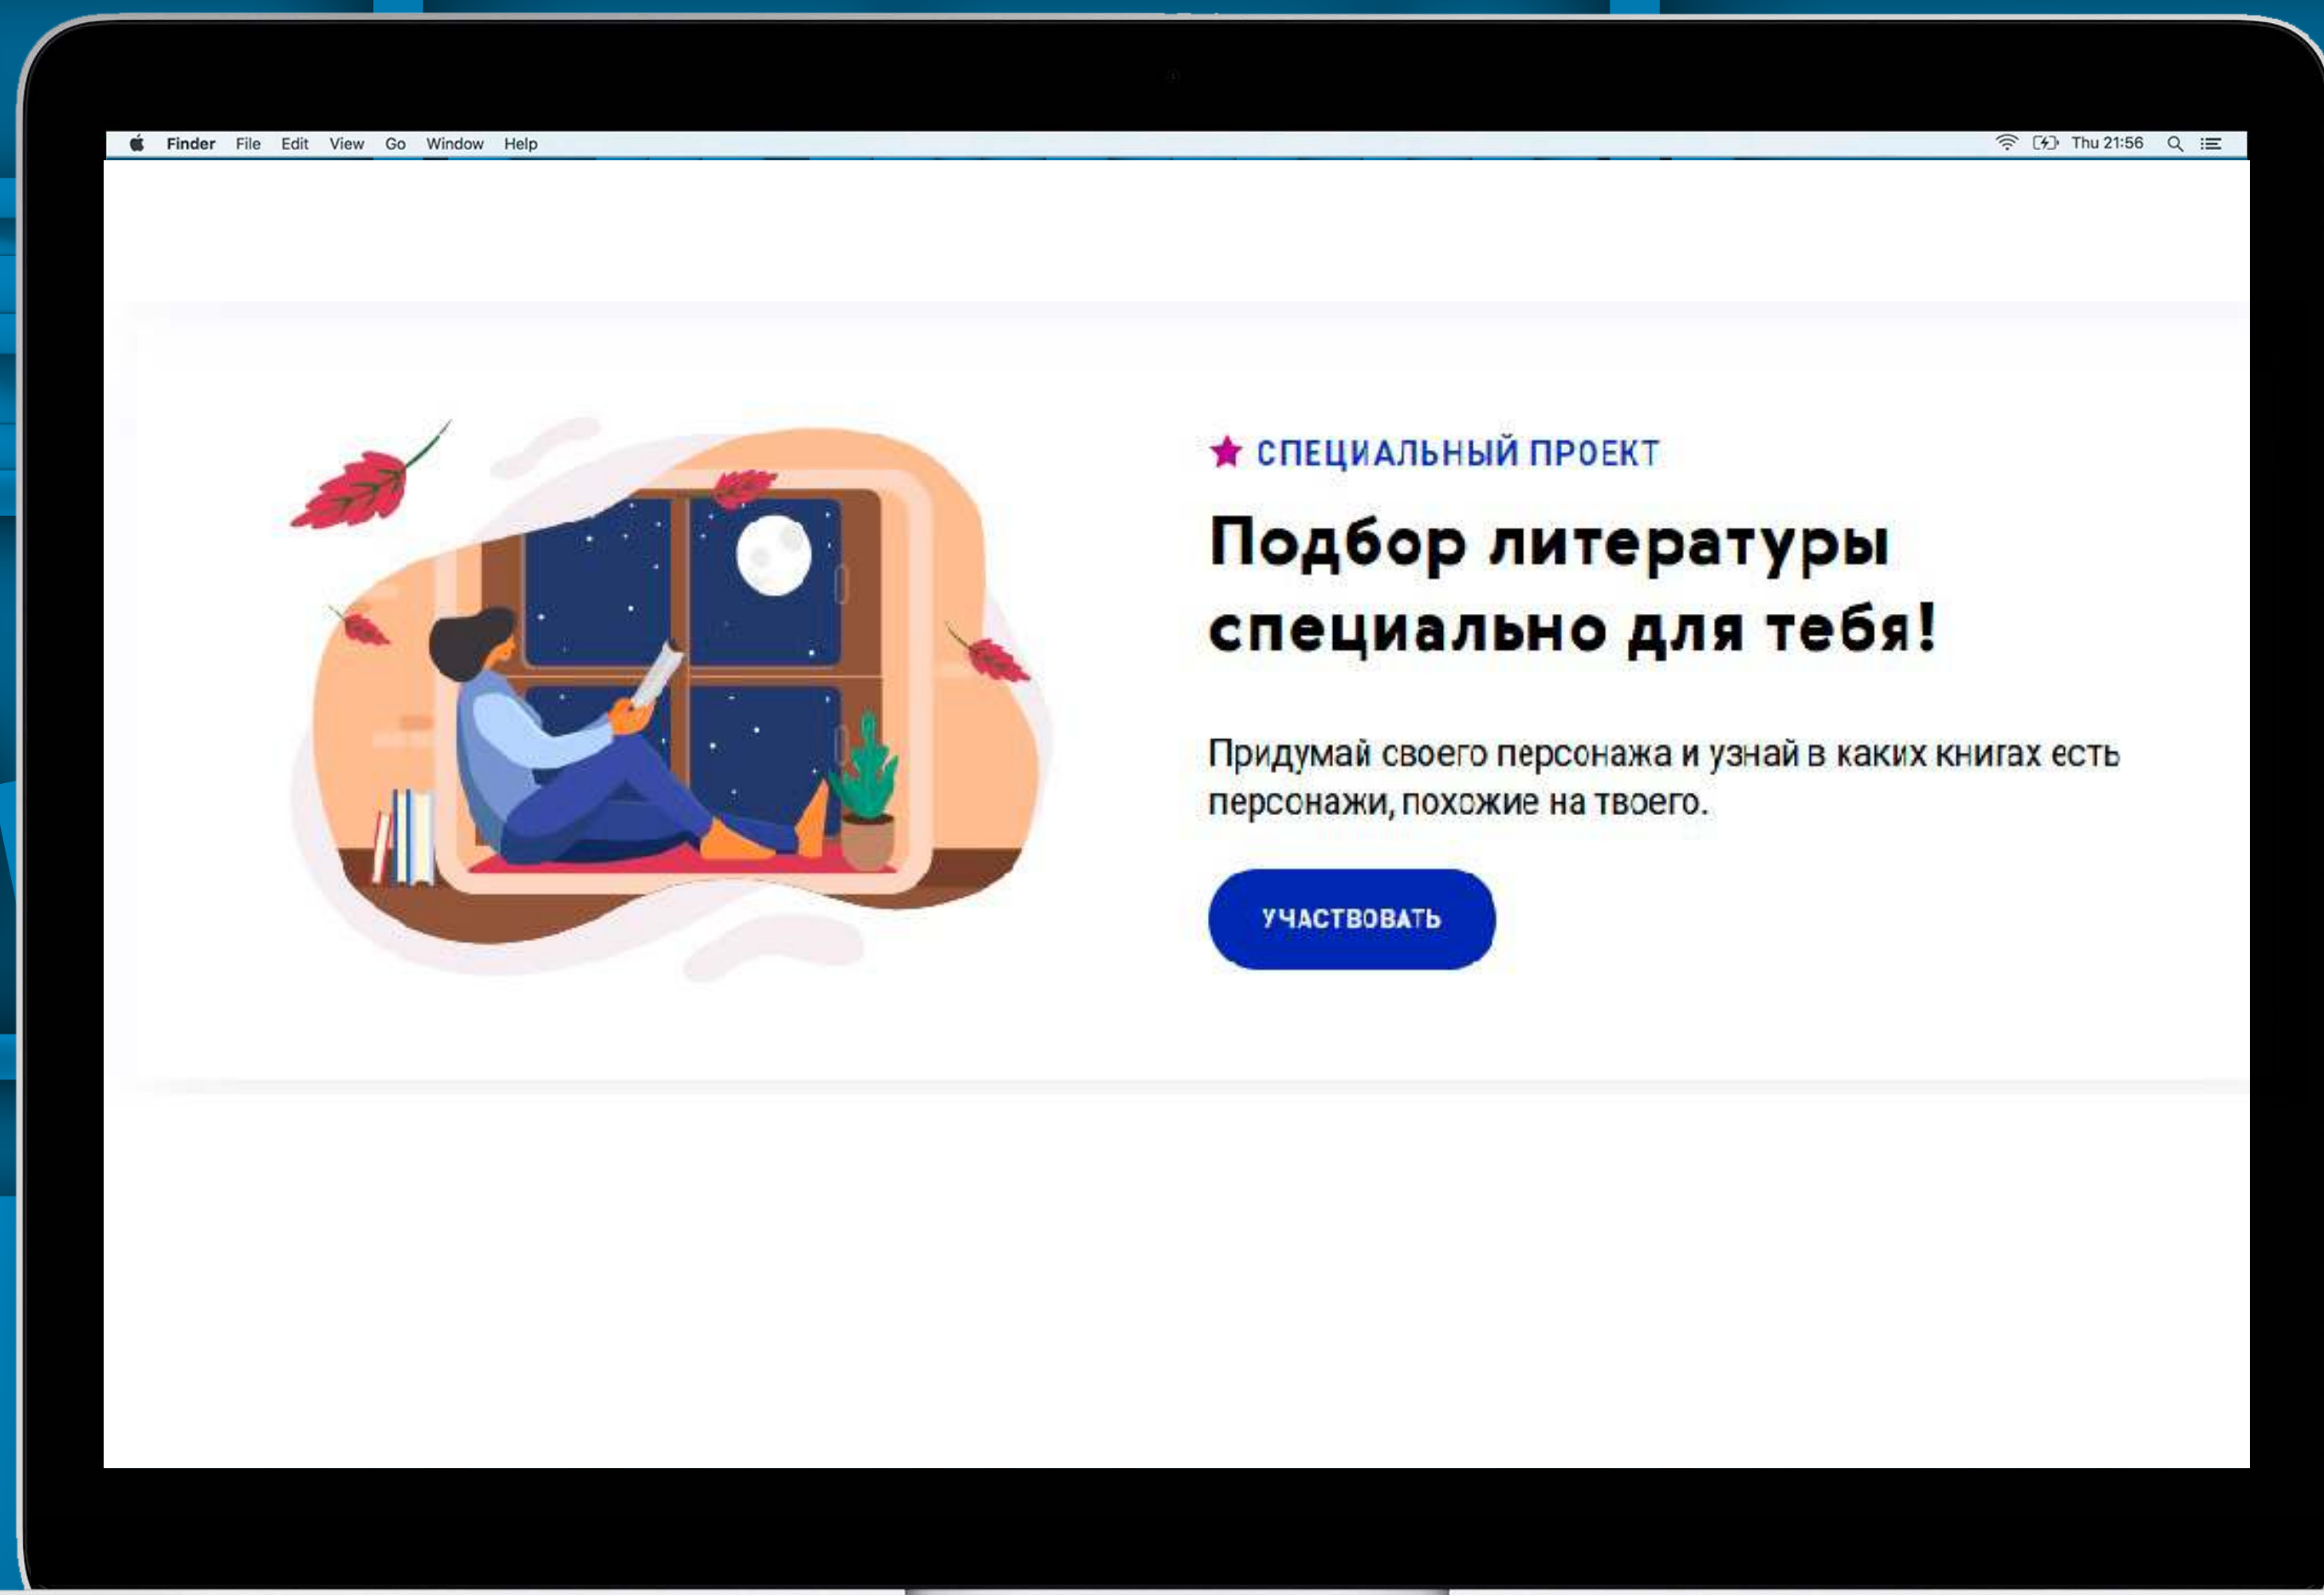 Finder File Edit View Go Window Help
Thu 21:56
СПЕЦИАЛЬНЫЙ ПРОЕКТ
Подбор литературы
специально для тебя!
Придумай своего персонажа и узнай в каких книгах есть
персонажи, похожие на твоего.
УЧАСТВОВАТЬ